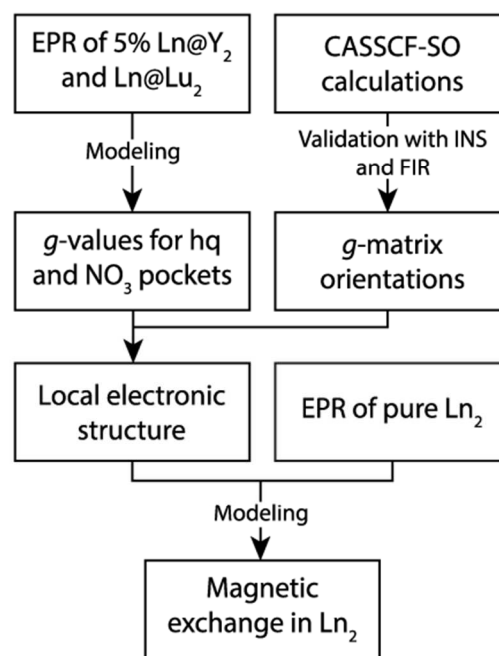 EPR of 5% Ln@Y₂
and Ln@Lu₂
CASSCF-SO
calculations
Modeling
Validation with INS
and FIR
g-values for hq
and NO₃ pockets
g-matrix
orientations
Local electronic
structure
EPR of pure Ln₂
Modeling
Magnetic
exchange in Ln₂